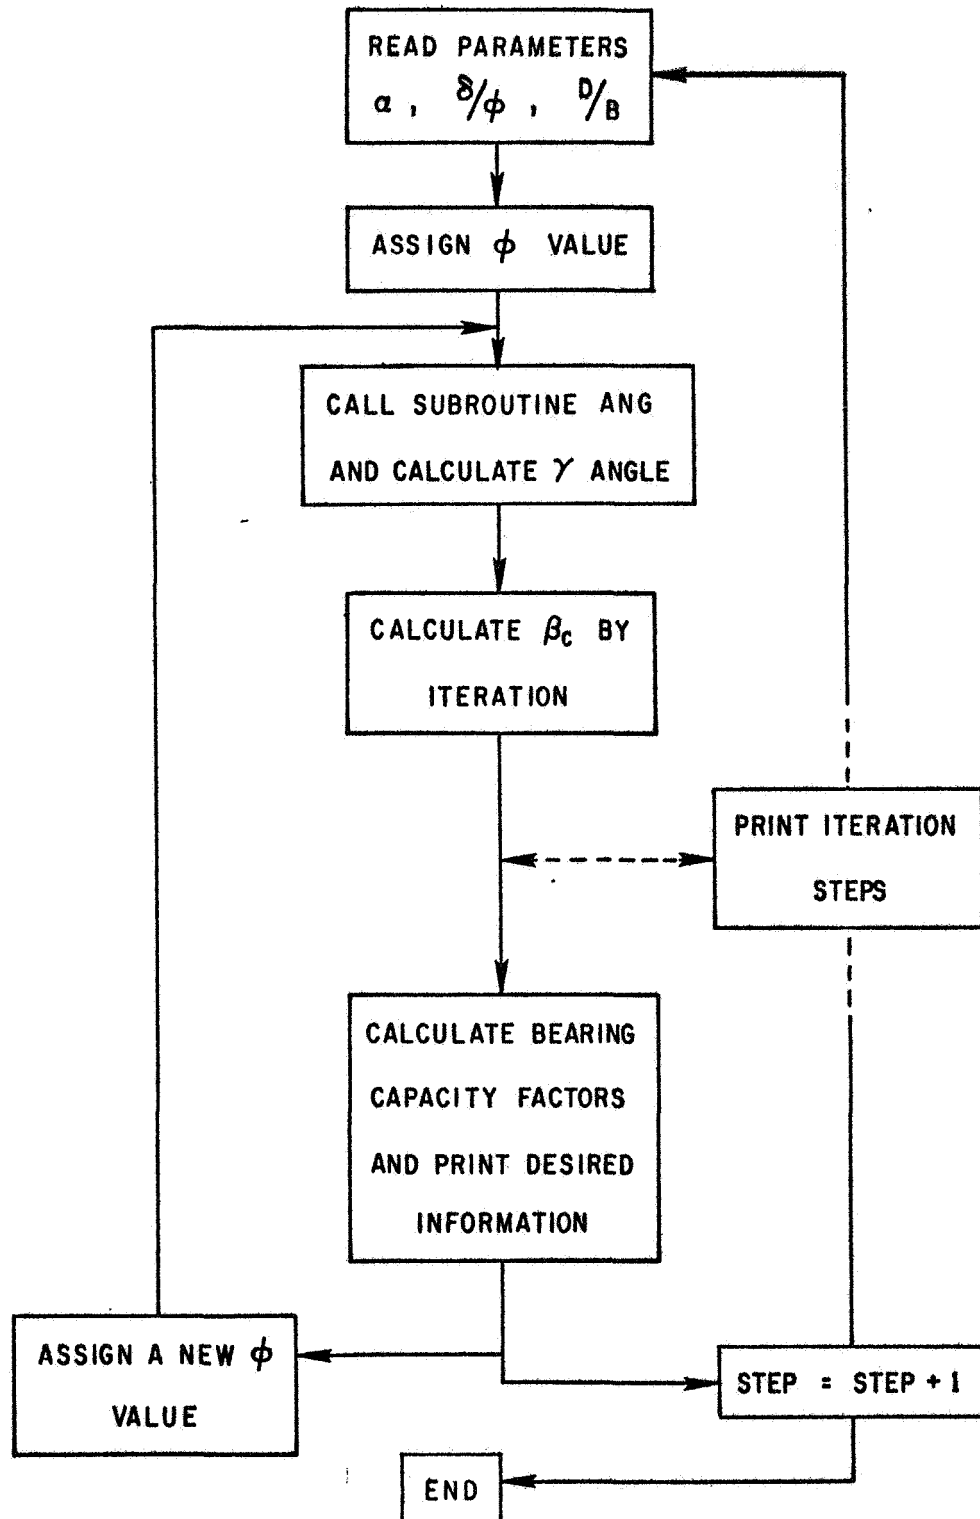 READ PARAMETERS
α , δ/ϕ , D/B
ASSIGN ϕ VALUE
CALL SUBROUTINE ANG
AND CALCULATE γ ANGLE
CALCULATE βc BY
ITERATION
PRINT ITERATION
STEPS
CALCULATE BEARING
CAPACITY FACTORS
AND PRINT DESIRED
INFORMATION
ASSIGN A NEW ϕ
VALUE
STEP = STEP + 1
END